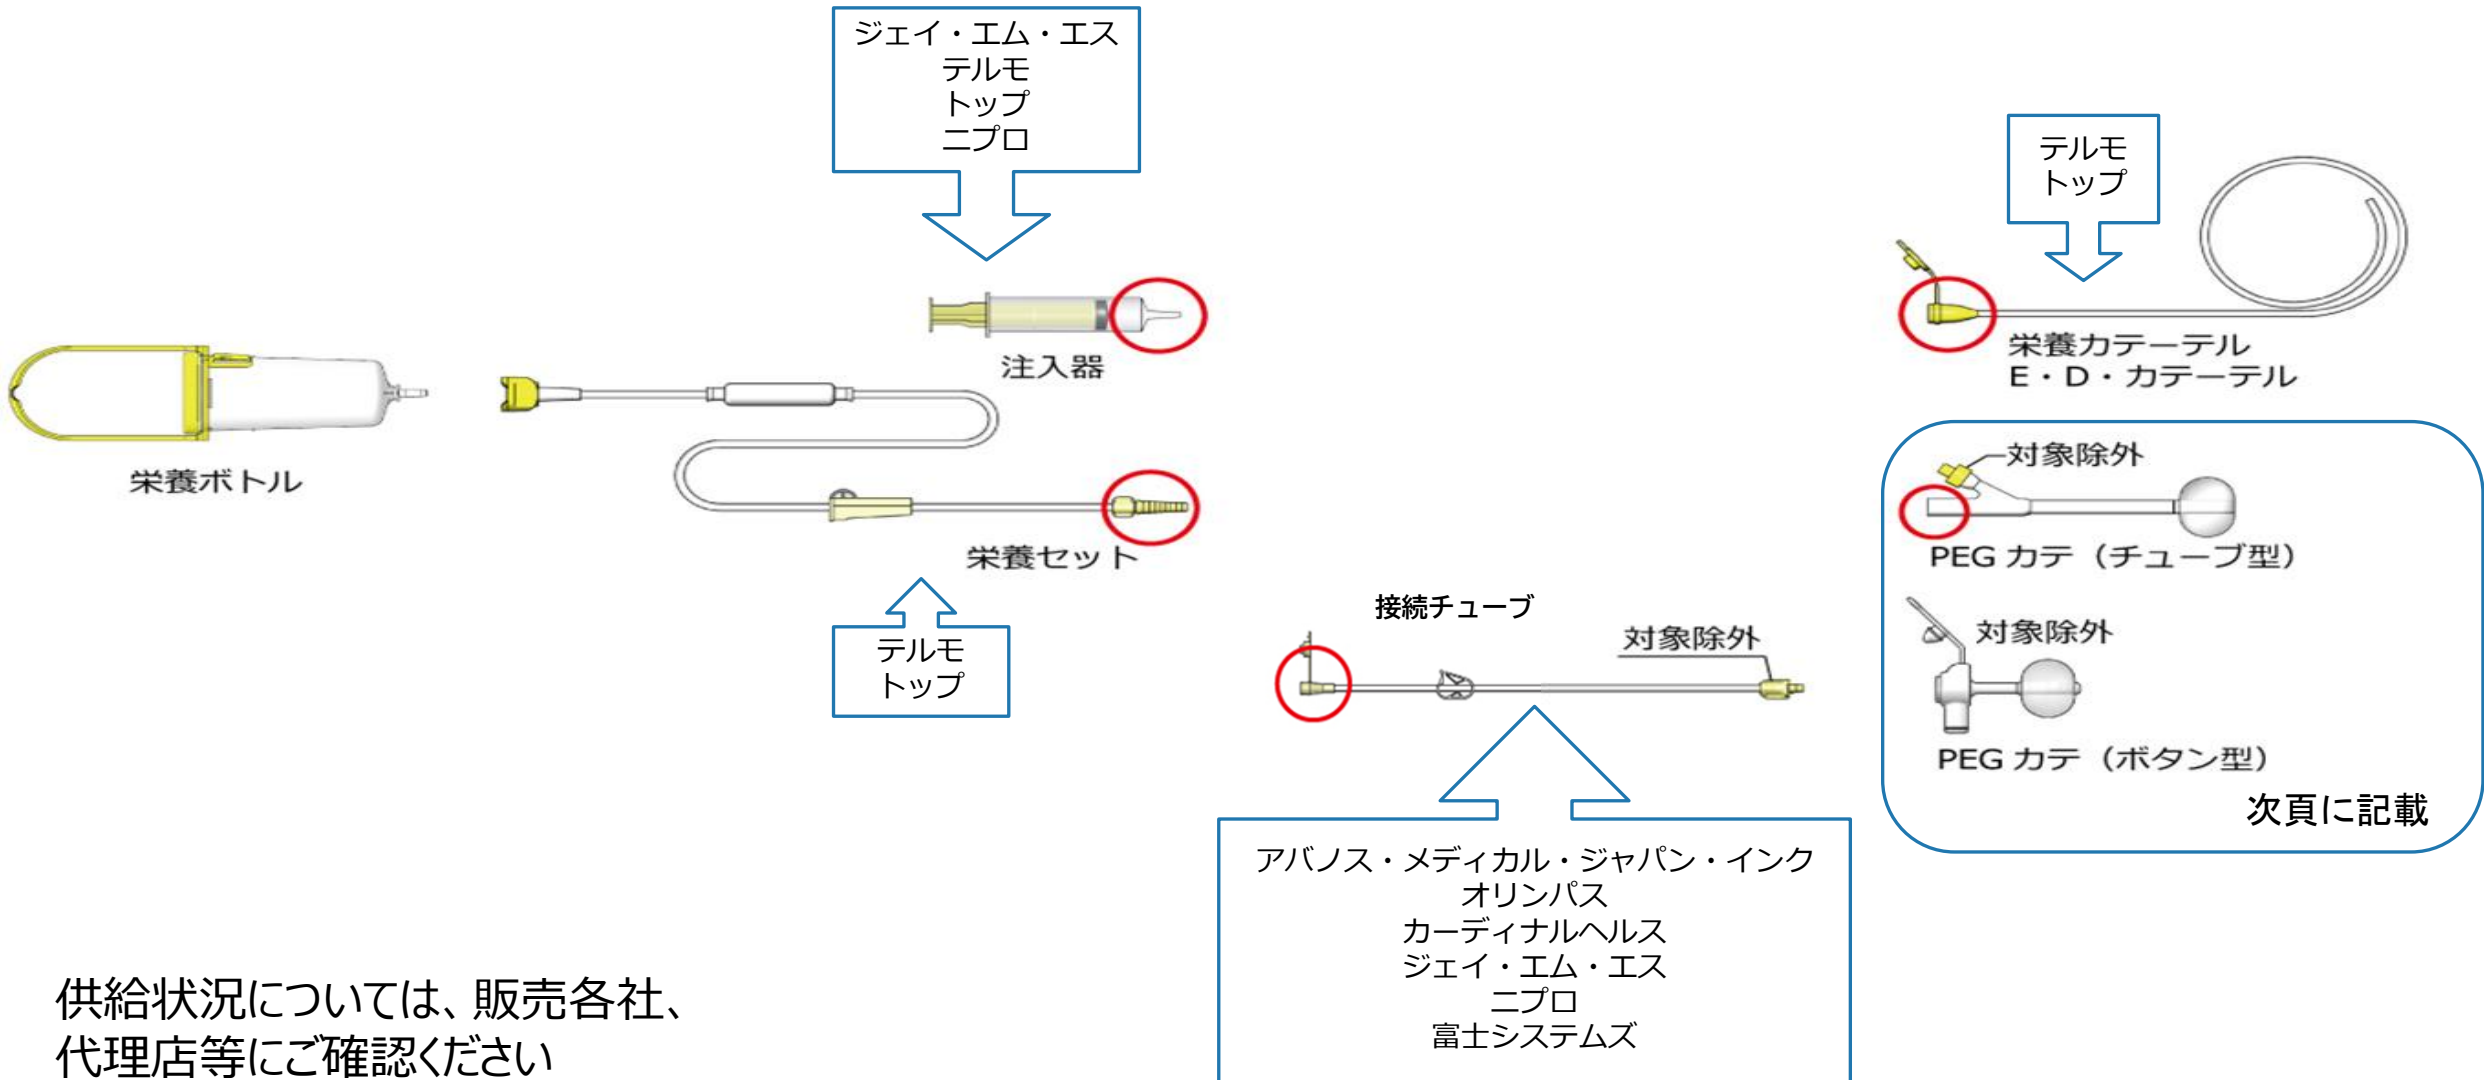 ジェイ・エム・エス
テルモ
トップ
ニプロ
注入器
栄養ボトル
栄養セット
テルモ
トップ
テルモ
トップ
栄養カテーテル
E・D・カテーテル
対象除外
PEG カテ（チューブ型）
対象除外
PEG カテ（ボタン型）
次頁に記載
接続チューブ
対象除外
アバノス・メディカル・ジャパン・インク
オリンパス
カーディナルヘルス
ジェイ・エム・エス
ニプロ
富士システムズ
供給状況については、販売各社、
代理店等にご確認ください